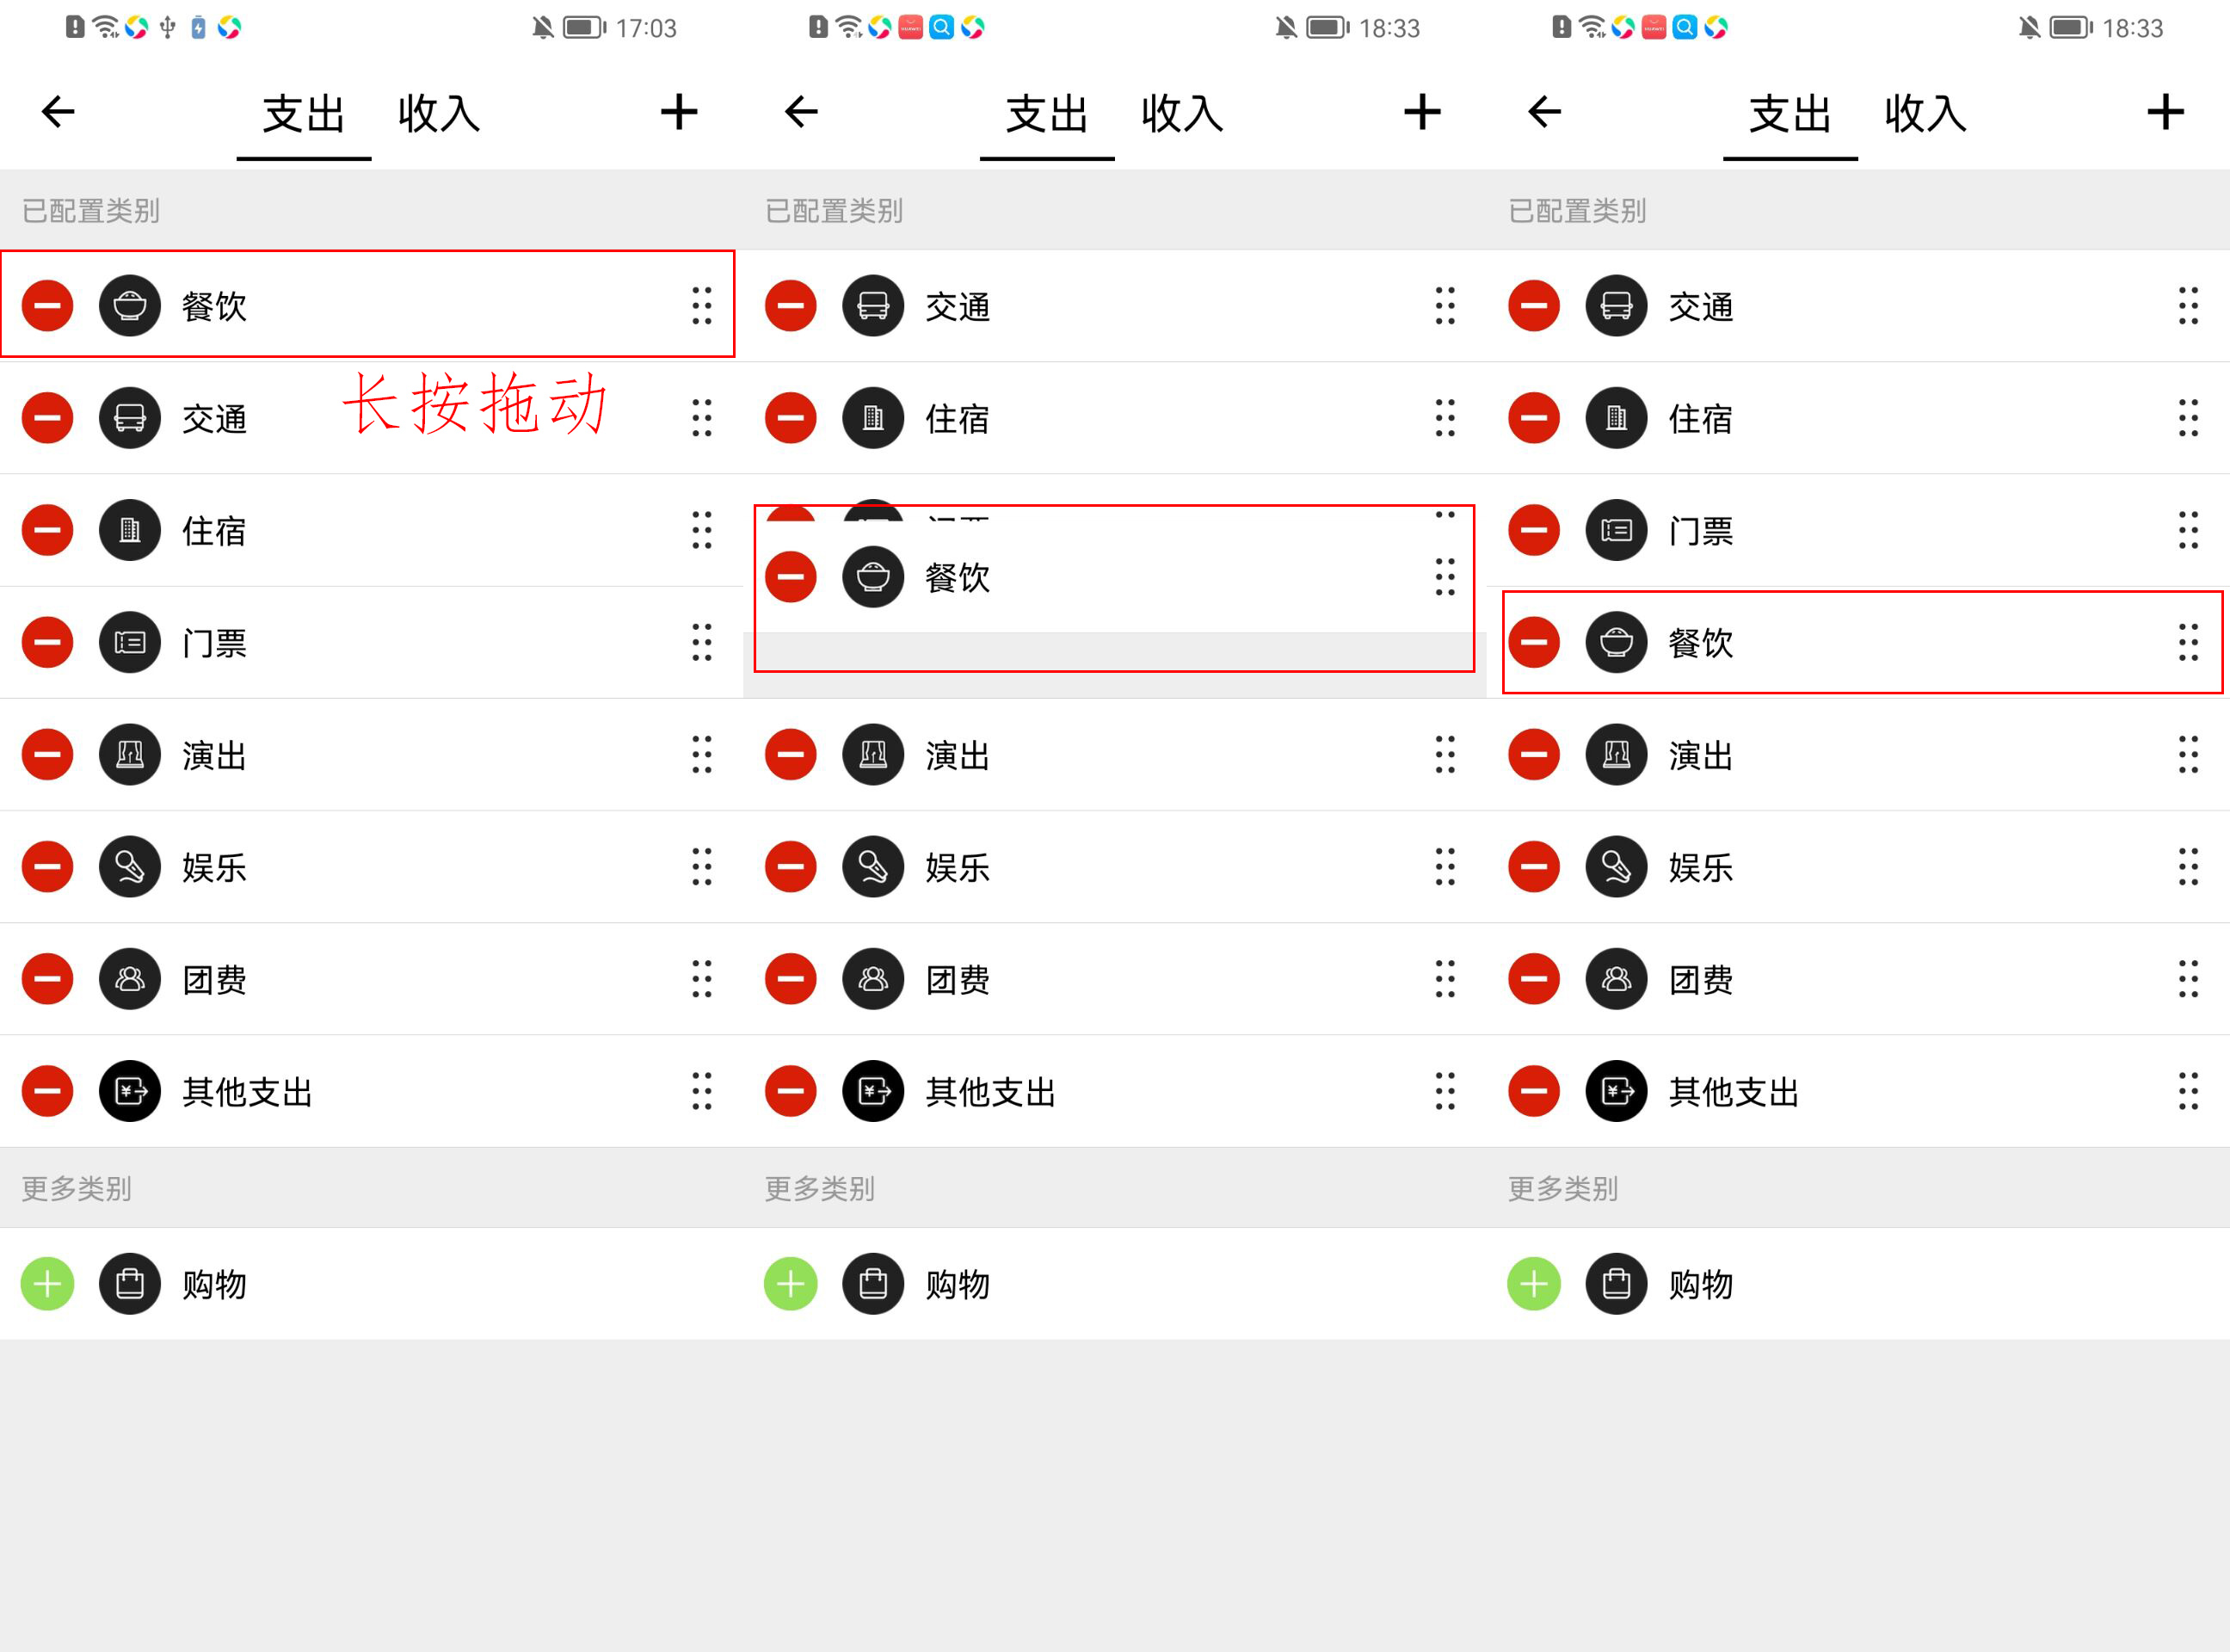 17:03
支出 收入
已配置类别
餐饮
长按拖动
交通
住宿
门票
演出
娱乐
团费
其他支出
更多类别
购物
18:33
支出 收入
已配置类别
交通
住宿
餐饮
演出
娱乐
团费
其他支出
更多类别
购物
18:33
支出 收入
已配置类别
交通
住宿
门票
餐饮
演出
娱乐
团费
其他支出
更多类别
购物